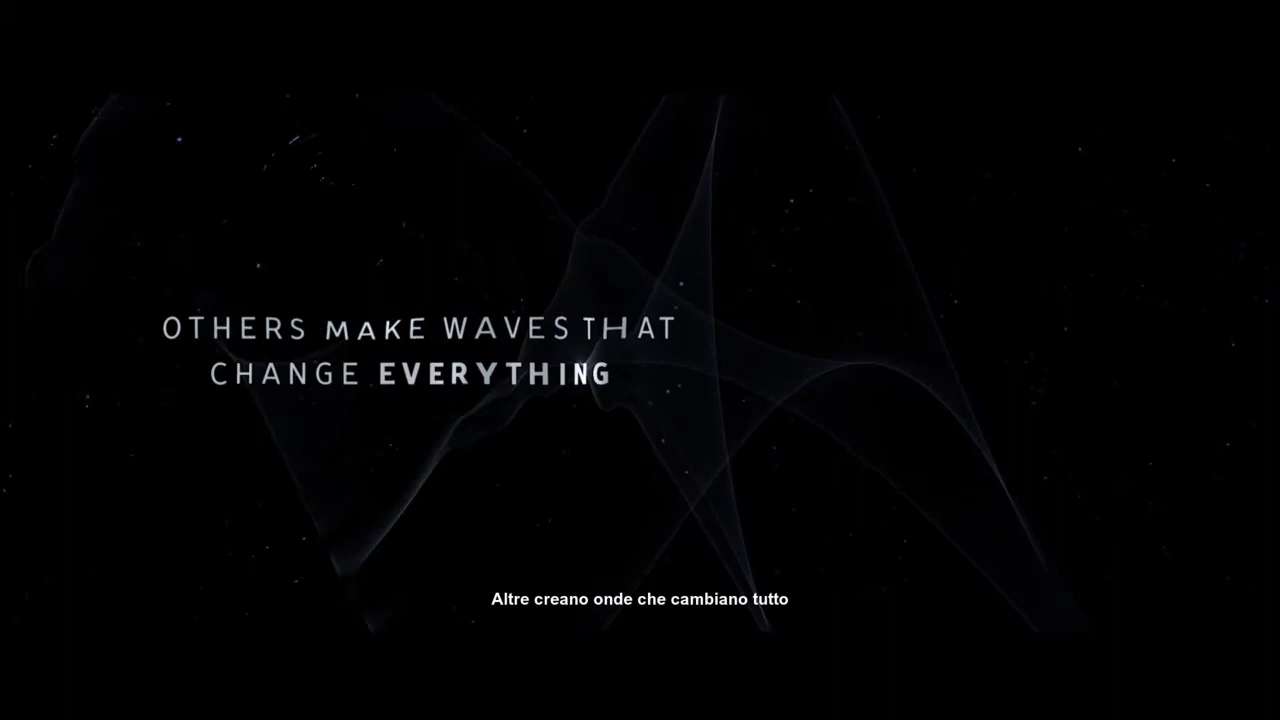 OTHERS MAKE WAVES THAT
CHANGE EVERYTHING
Altre creano onde che cambiano tutto